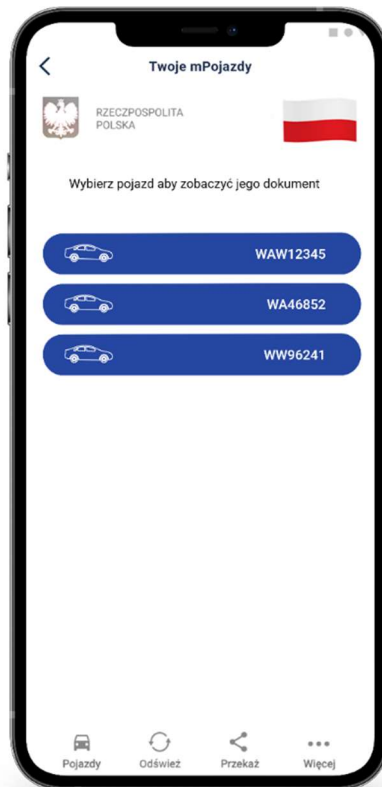 Twoje mPojazdy
RZECZPOSPOLITA
POLSKA
Wybierz pojazd aby zobaczyć jego dokument
WAW12345
WA46852
WW96241
Pojazdy Odśwież Przekaż Więcej